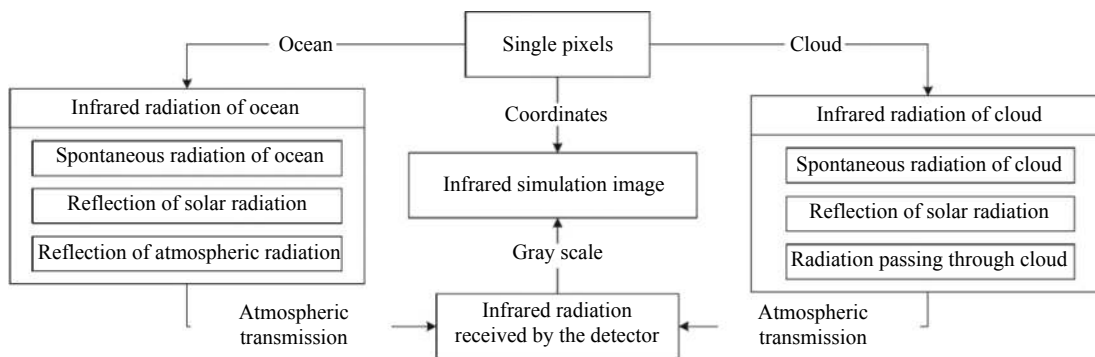 Ocean
Single pixels
Cloud
Infrared radiation of ocean
Spontaneous radiation of ocean
Reflection of solar radiation
Reflection of atmospheric radiation
Coordinates
Infrared simulation image
Gray scale
Infrared radiation of cloud
Spontaneous radiation of cloud
Reflection of solar radiation
Radiation passing through cloud
Atmospheric
transmission
Infrared radiation
received by the detector
Atmospheric
transmission